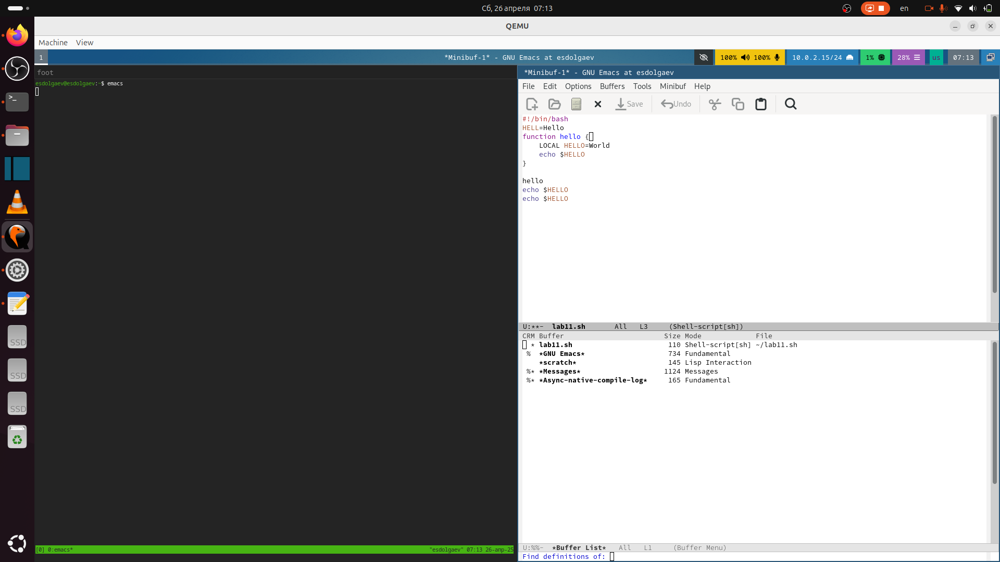 Сб, 26 апреля 07:13
en
QEMU
Machine View
1
*Minibuf-1* - GNU Emacs at esdolgaev
100% 100%
10.0.2.15/24
1%
28%
us
07:13
foot
esdolgaev@esdolgaev:~$ emacs
[0] 0:emacs*
"esdolgaev" 07:13 26-апр-25
*Minibuf-1* - GNU Emacs at esdolgaev
File Edit Options Buffers Tools Minibuf Help
Save
Undo
#!/bin/bash
HELL=Hello
function hello {
    LOCAL HELLO=World
    echo $HELLO
}
hello
echo $HELLO
echo $HELLO
U:**- lab11.sh All L3 (Shell-script[sh])
CRM Buffer Size Mode File
* lab11.sh 110 Shell-script[sh] ~/lab11.sh
% *GNU Emacs* 734 Fundamental
*scratch* 145 Lisp Interaction
%* *Messages* 1124 Messages
%* *Async-native-compile-log* 165 Fundamental
U:%%- *Buffer List* All L1 (Buffer Menu)
Find definitions of:
>_
SSD
SSD
SSD